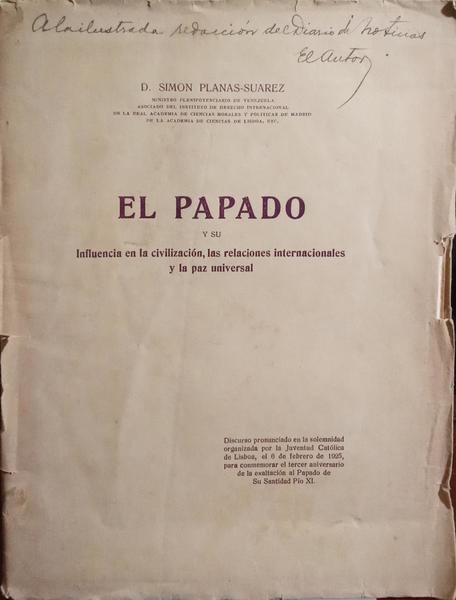 A la ilustrada redacción del Diario de Noticias
El Autor
D. SIMON PLANAS-SUAREZ
MINISTRO PLENIPOTENCIARIO DE VENEZUELA
ASOCIADO DEL INSTITUTO DE DERECHO INTERNACIONAL
DE LA REAL ACADEMIA DE CIENCIAS MORALES Y POLITICAS DE MADRID
DE LA ACADEMIA DE CIENCIAS DE LISBOA, ETC.
EL PAPADO
Y SU
Influencia en la civilización, las relaciones internacionales
y la paz universal
Discurso pronunciado en la solemnidad
organizada por la Juventud Católica
de Lisboa, el 6 de febrero de 1925,
para conmemorar el tercer aniversario
de la exaltación al Papado de
Su Santidad Pío XI.